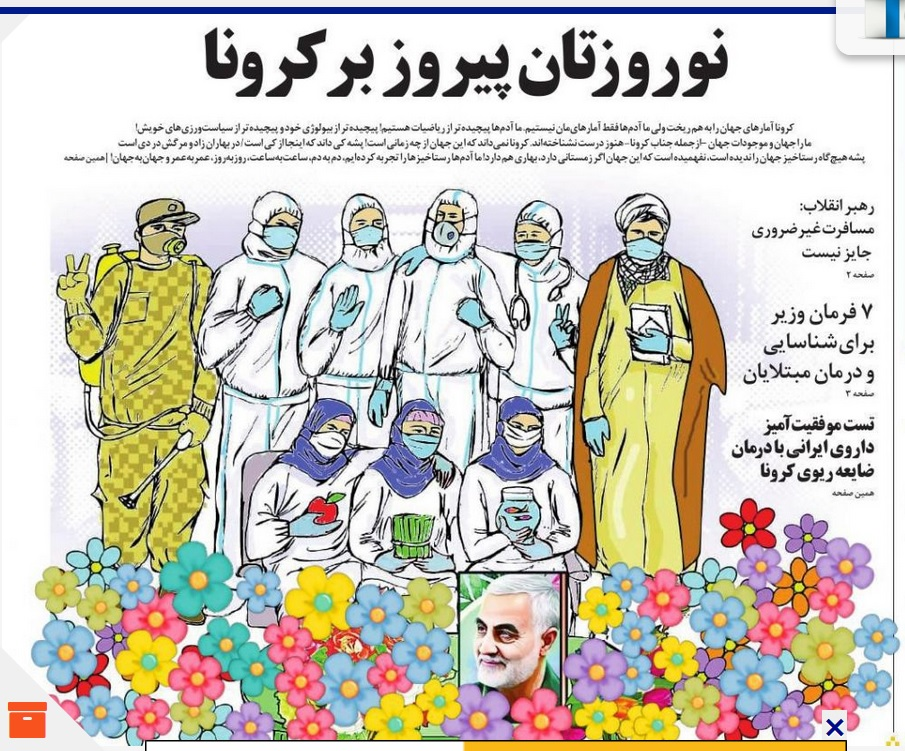 نوروزتان پیروز بر کرونا
کرونا آمارهای جهان را به هم ریخت ولی ما آدم‌ها فقط آمارهای‌مان نیستیم. ما آدم‌ها پیچیده‌تر از ریاضیات هستیم! پیچیده‌تر از بیولوژی خود و پیچیده‌تر از سیاست‌ورزی‌های خویش!
ما را جهان و موجودات جهان -از جمله جناب کرونا- هنوز درست نشناخته‌اند. کرونا نمی‌داند که این جهان از چه زمانی است! پشه کی داند که اینجا از کی است/ در بهاران زاد و مرگش در دی است
پشه هیچ‌گاه رستاخیز جهان را ندیده است، نفهمیده است که این جهان اگر زمستانی دارد، بهاری هم دارد! ما آدم‌ها رستاخیزها را تجربه کرده‌ایم، دم به دم، ساعت به ساعت، روز به روز، عمر به عمر و جهان به جهان! | همین صفحه
رهبر انقلاب:
مسافرت غیر ضروری
جایز نیست
صفحه ۲
۷ فرمان وزیر
برای شناسایی
و درمان مبتلایان
صفحه ۳
تست موفقیت‌آمیز
داروی ایرانی با درمان
ضایعه ریوی کرونا
همین صفحه